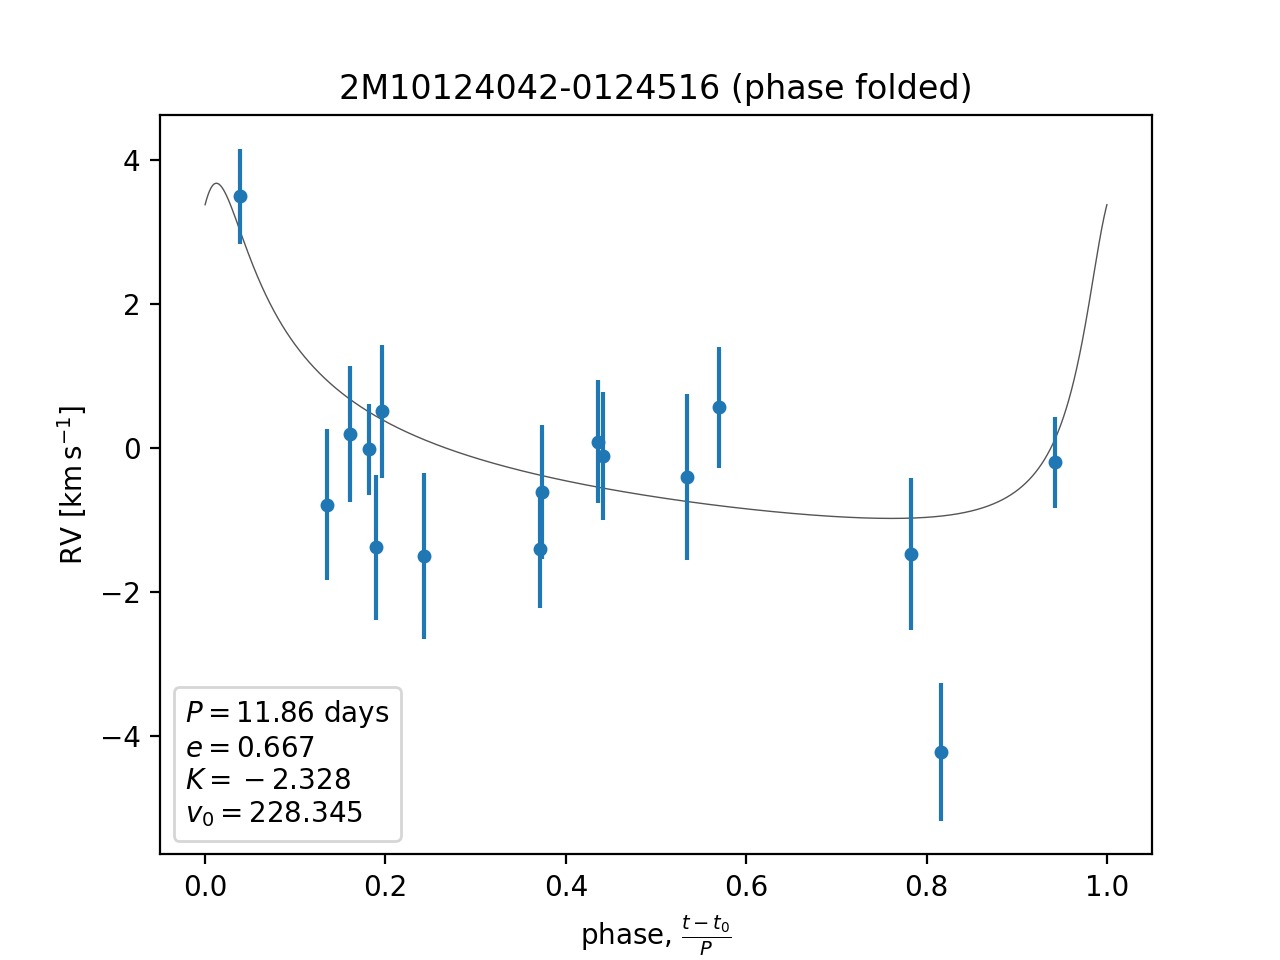 2M10124042-0124516 (phase folded)
4
2
0
−2
−4
RV [km s⁻¹]
P = 11.86 days
e = 0.667
K = −2.328
v₀ = 228.345
0.0 0.2 0.4 0.6 0.8 1.0
phase, (t − t₀)/P